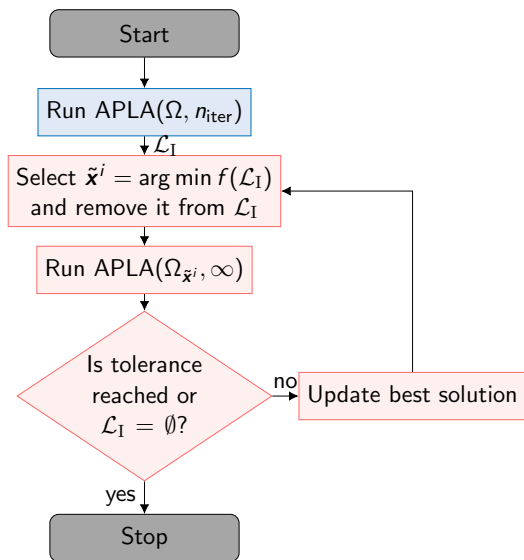 Start
Run APLA(Ω, n_iter)
ℒ_I
Select x̃^i = arg min f(ℒ_I)
and remove it from ℒ_I
Run APLA(Ω_x̃^i, ∞)
Is tolerance
reached or
ℒ_I = ∅?
no
Update best solution
yes
Stop